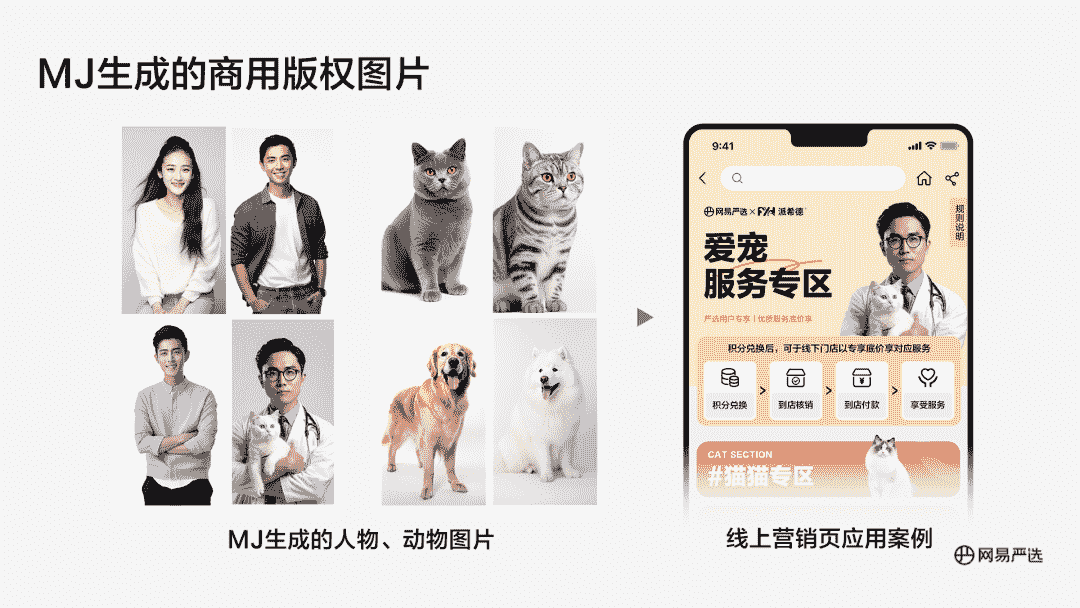 MJ生成的商用版权图片
9:41
网易严选 × FXH 派希德
规则说明
爱宠
服务专区
严选用户专享 | 优质服务底价享
积分兑换后，可于线下门店以专享底价享对应服务
积分兑换 > 到店核销 > 到店付款 > 享受服务
CAT SECTION
#猫猫专区
MJ生成的人物、动物图片
线上营销页应用案例
网易严选